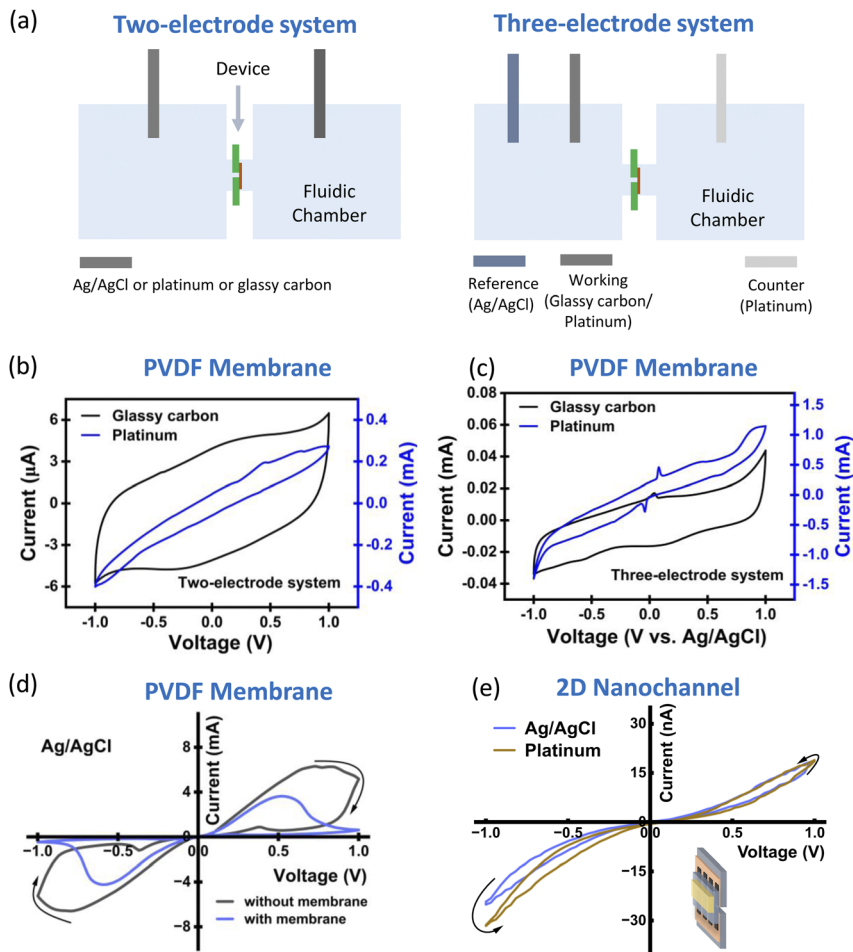 (a)
Two-electrode system
Three-electrode system
Device
Fluidic
Chamber
Fluidic
Chamber
Ag/AgCl or platinum or glassy carbon
Reference
(Ag/AgCl)
Working
(Glassy carbon/
Platinum)
Counter
(Platinum)
(b)
PVDF Membrane
Glassy carbon
Platinum
Current (µA)
6
3
0
-3
-6
0.4
0.2
0.0
-0.2
-0.4
Current (mA)
Two-electrode system
-1.0 -0.5 0.0 0.5 1.0
Voltage (V)
(c)
PVDF Membrane
Glassy carbon
Platinum
Current (mA)
0.08
0.06
0.04
0.02
0.00
-0.02
-0.04
1.5
1.0
0.5
0.0
-0.5
-1.0
-1.5
Current (mA)
Three-electrode system
-1.0 -0.5 0.0 0.5 1.0
Voltage (V vs. Ag/AgCl)
(d)
PVDF Membrane
Ag/AgCl
Current (mA)
8
4
0
-4
-8
-1.0 -0.5 0.0 0.5 1.0
Voltage (V)
without membrane
with membrane
(e)
2D Nanochannel
Ag/AgCl
Platinum
Current (nA)
30
15
0
-15
-30
-1.0 -0.5 0.0 0.5 1.0
Voltage (V)